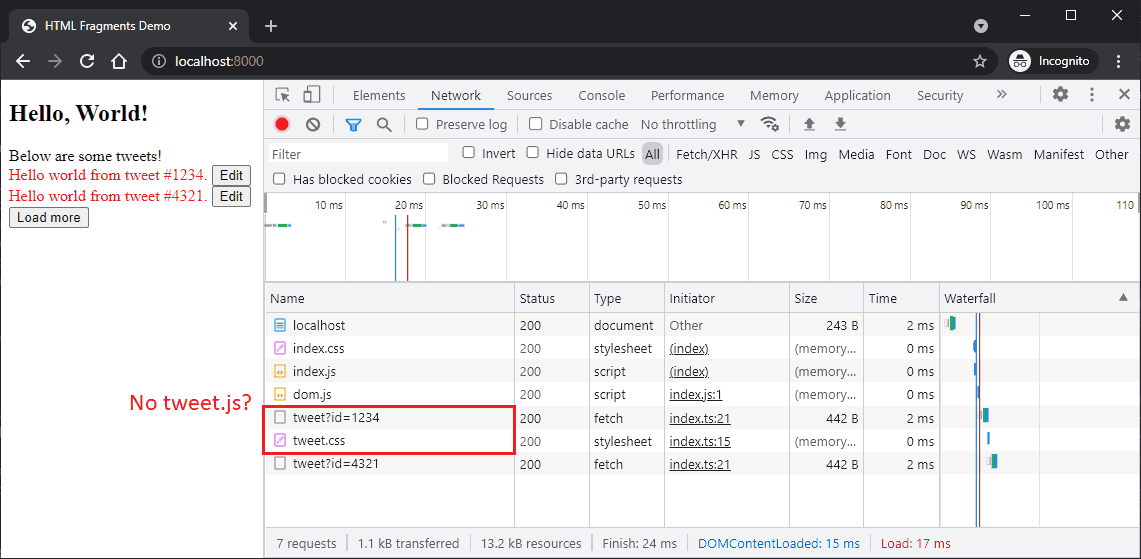 HTML Fragments Demo
localhost:8000
Incognito
Hello, World!
Below are some tweets!
Hello world from tweet #1234. Edit
Hello world from tweet #4321. Edit
Load more
No tweet.js?
Elements Network Sources Console Performance Memory Application Security
Preserve log Disable cache No throttling
Filter Invert Hide data URLs All Fetch/XHR JS CSS Img Media Font Doc WS Wasm Manifest Other
Has blocked cookies Blocked Requests 3rd-party requests
10 ms 20 ms 30 ms 40 ms 50 ms 60 ms 70 ms 80 ms 90 ms 100 ms 110
Name Status Type Initiator Size Time Waterfall
localhost 200 document Other 243 B 2 ms
index.css 200 stylesheet (index) (memory... 0 ms
index.js 200 script (index) (memory... 0 ms
dom.js 200 script index.js:1 (memory... 0 ms
tweet?id=1234 200 fetch index.ts:21 442 B 2 ms
tweet.css 200 stylesheet index.ts:15 (memory... 0 ms
tweet?id=4321 200 fetch index.ts:21 442 B 2 ms
7 requests 1.1 kB transferred 13.2 kB resources Finish: 24 ms DOMContentLoaded: 15 ms Load: 17 ms